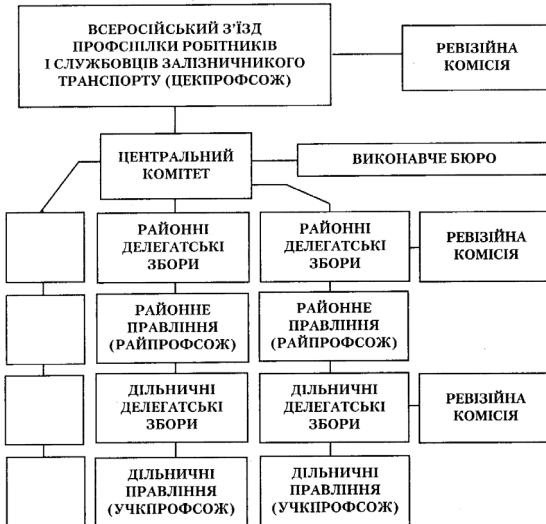 ВСЕРОСІЙСЬКИЙ З'ЇЗД
ПРОФСПІЛКИ РОБІТНИКІВ
І СЛУЖБОВЦІВ ЗАЛІЗНИЧНИКОГО
ТРАНСПОРТУ (ЦЕКПРОФСОЖ)
РЕВІЗІЙНА
КОМІСІЯ
ЦЕНТРАЛЬНИЙ
КОМІТЕТ
ВИКОНАВЧЕ БЮРО
РАЙОННІ
ДЕЛЕГАТСЬКІ
ЗБОРИ
РАЙОННІ
ДЕЛЕГАТСЬКІ
ЗБОРИ
РЕВІЗІЙНА
КОМІСІЯ
РАЙОННЕ
ПРАВЛІННЯ
(РАЙПРОФСОЖ)
РАЙОННЕ
ПРАВЛІННЯ
(РАЙПРОФСОЖ)
ДІЛЬНИЧНІ
ДЕЛЕГАТСЬКІ
ЗБОРИ
ДІЛЬНИЧНІ
ДЕЛЕГАТСЬКІ
ЗБОРИ
РЕВІЗІЙНА
КОМІСІЯ
ДІЛЬНИЧНІ
ПРАВЛІННЯ
(УЧКПРОФСОЖ)
ДІЛЬНИЧНІ
ПРАВЛІННЯ
(УЧКПРОФСОЖ)